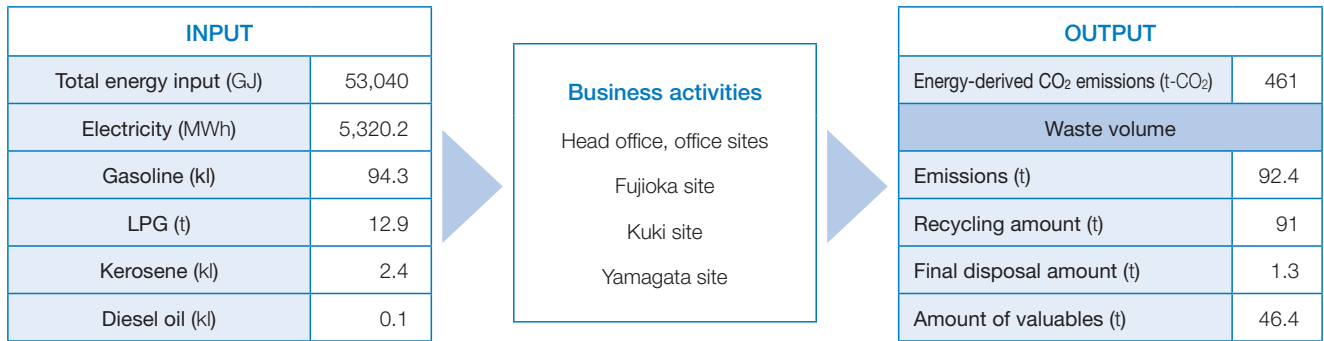 INPUT
Total energy input (GJ) 53,040
Electricity (MWh) 5,320.2
Gasoline (kl) 94.3
LPG (t) 12.9
Kerosene (kl) 2.4
Diesel oil (kl) 0.1
Business activities
Head office, office sites
Fujioka site
Kuki site
Yamagata site
OUTPUT
Energy-derived CO₂ emissions (t-CO₂) 461
Waste volume
Emissions (t) 92.4
Recycling amount (t) 91
Final disposal amount (t) 1.3
Amount of valuables (t) 46.4